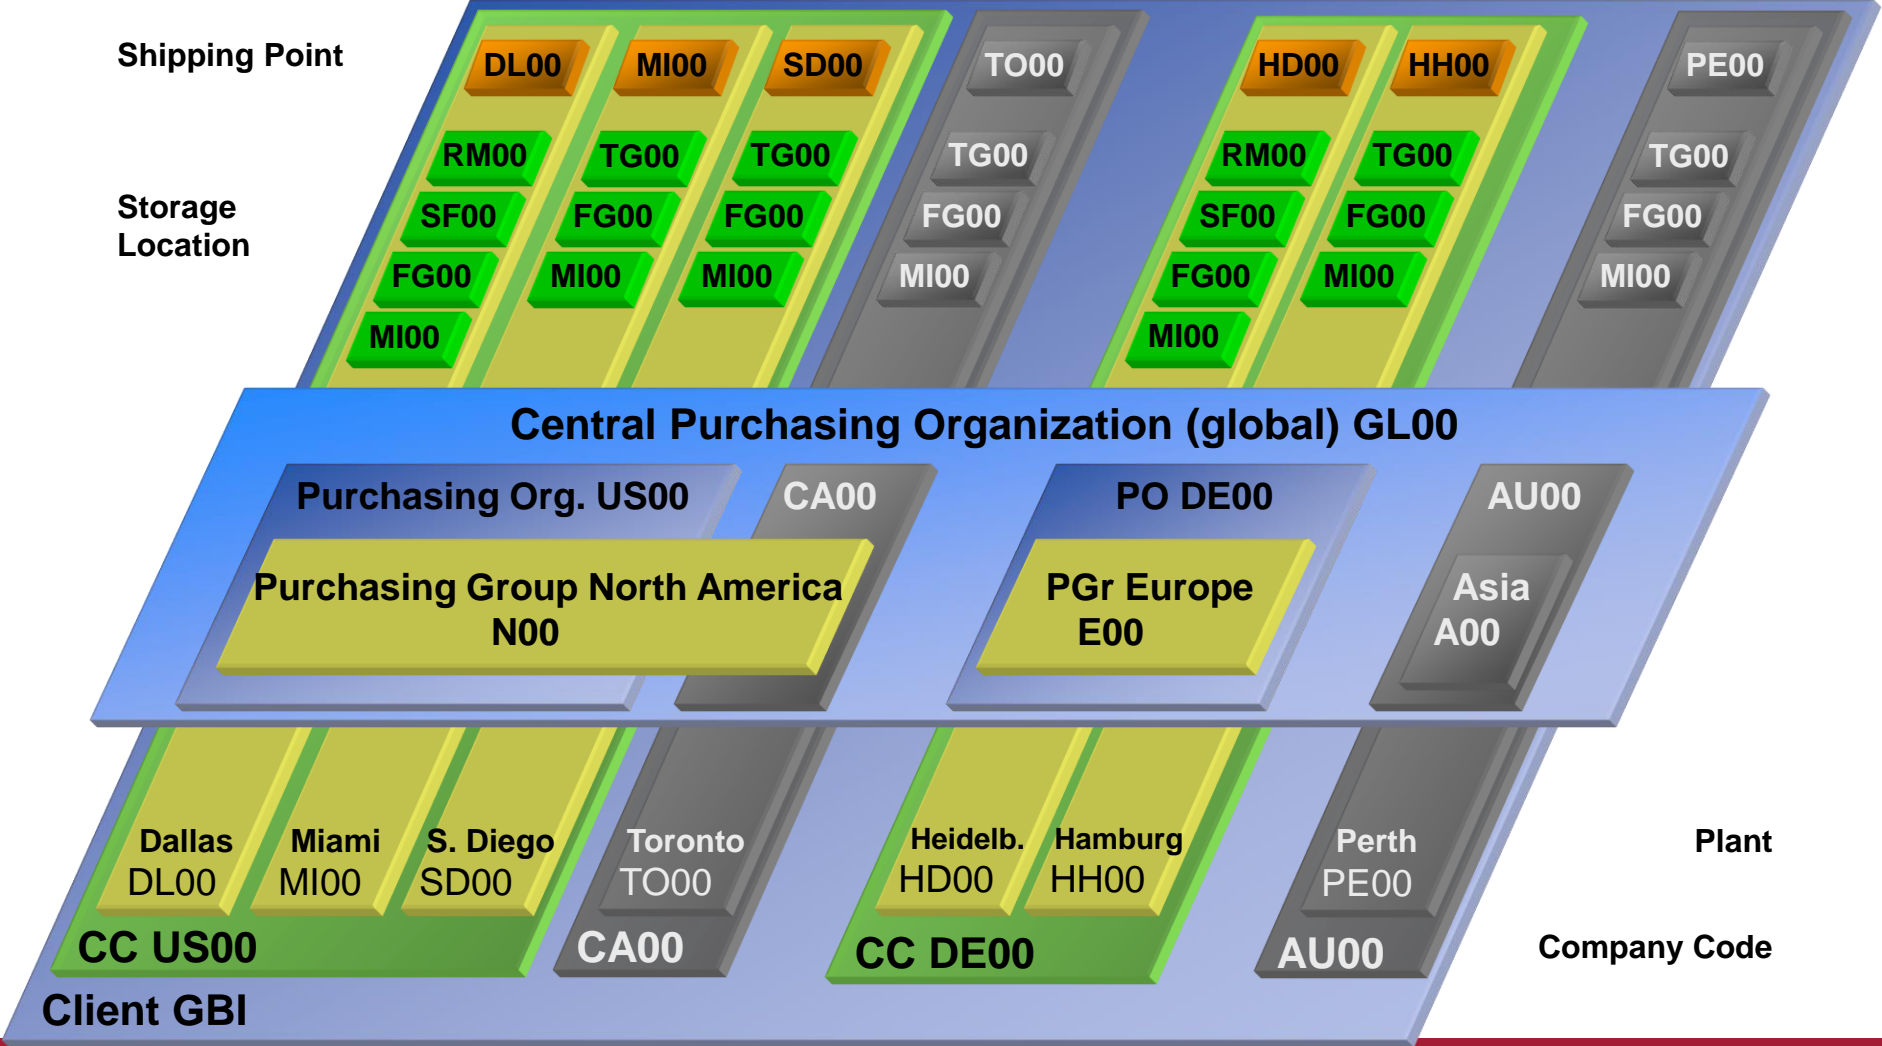 Shipping Point
DL00 MI00 SD00 TO00 HD00 HH00 PE00
RM00 TG00 TG00 TG00 RM00 TG00 TG00
Storage
Location
SF00 FG00 FG00 FG00 SF00 FG00 FG00
FG00 MI00 MI00 MI00 FG00 MI00 MI00
MI00 MI00
Central Purchasing Organization (global) GL00
Purchasing Org. US00 CA00 PO DE00 AU00
Purchasing Group North America
N00
PGr Europe
E00
Asia
A00
Dallas Miami S. Diego Toronto Heidelb. Hamburg Perth Plant
DL00 MI00 SD00 TO00 HD00 HH00 PE00
CC US00 CA00 CC DE00 AU00 Company Code
Client GBI